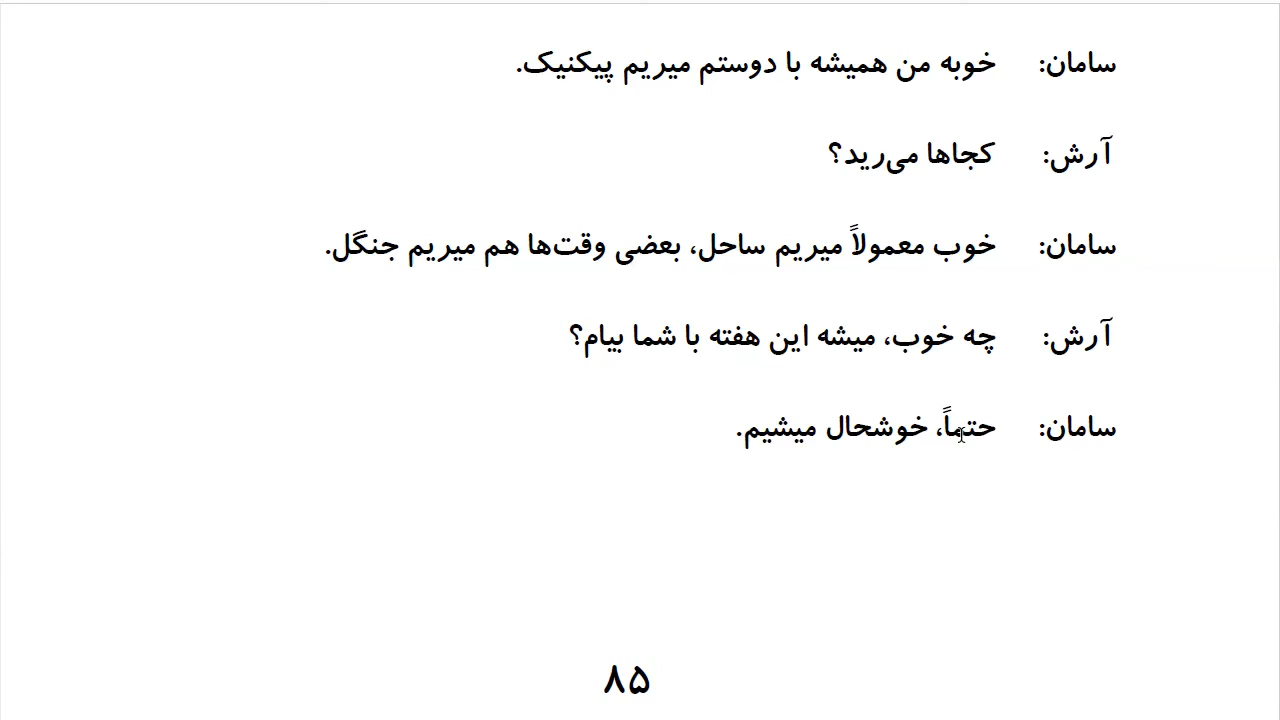 سامان: خوبه من همیشه با دوستم میریم پیکنیک.
آرش: کجاها می‌رید؟
سامان: خوب معمولاً میریم ساحل، بعضی وقت‌ها هم میریم جنگل.
آرش: چه خوب، میشه این هفته با شما بیام؟
سامان: حتماً، خوشحال میشیم.
۸۵